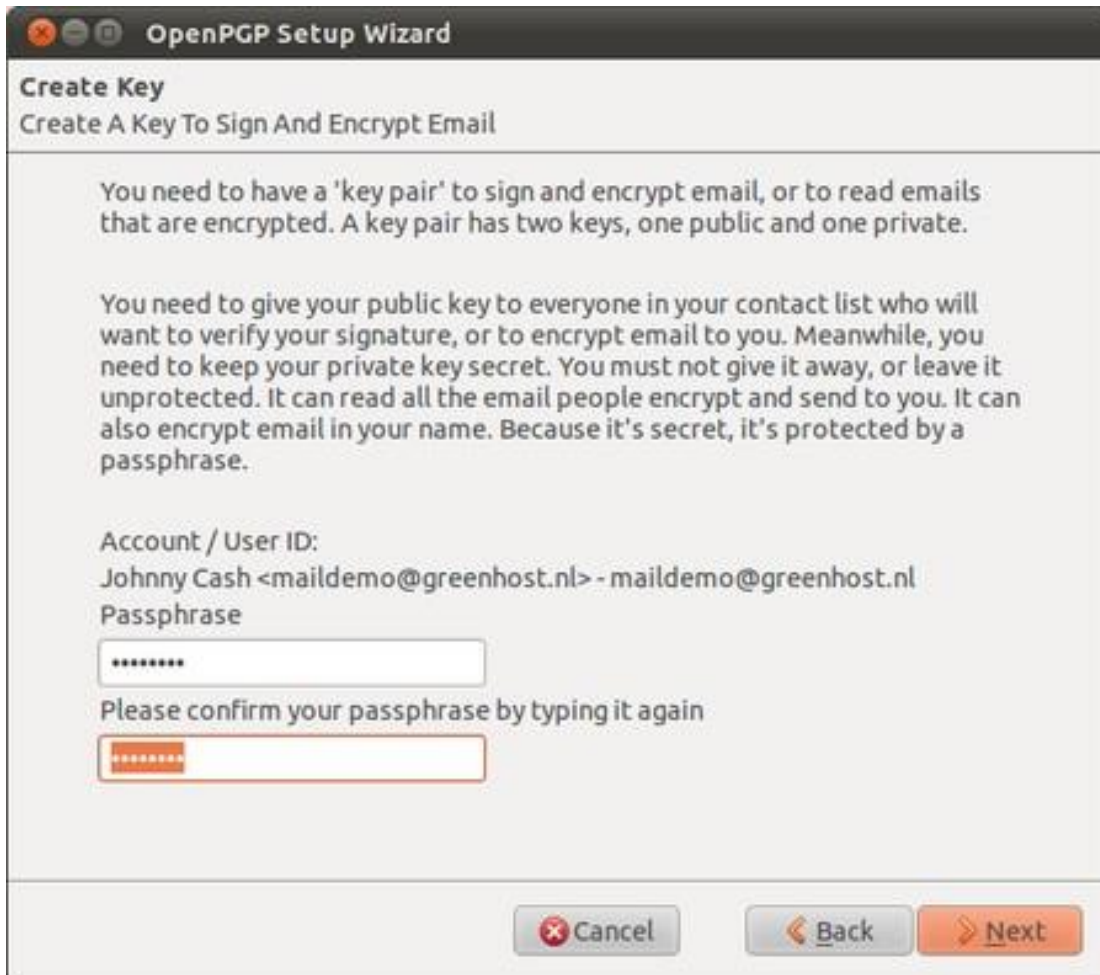 OpenPGP Setup Wizard
Create Key
Create A Key To Sign And Encrypt Email
You need to have a 'key pair' to sign and encrypt email, or to read emails
that are encrypted. A key pair has two keys, one public and one private.
You need to give your public key to everyone in your contact list who will
want to verify your signature, or to encrypt email to you. Meanwhile, you
need to keep your private key secret. You must not give it away, or leave it
unprotected. It can read all the email people encrypt and send to you. It can
also encrypt email in your name. Because it's secret, it's protected by a
passphrase.
Account / User ID:
Johnny Cash <maildemo@greenhost.nl> - maildemo@greenhost.nl
Passphrase
••••••••
Please confirm your passphrase by typing it again
••••••••
Cancel
Back
Next